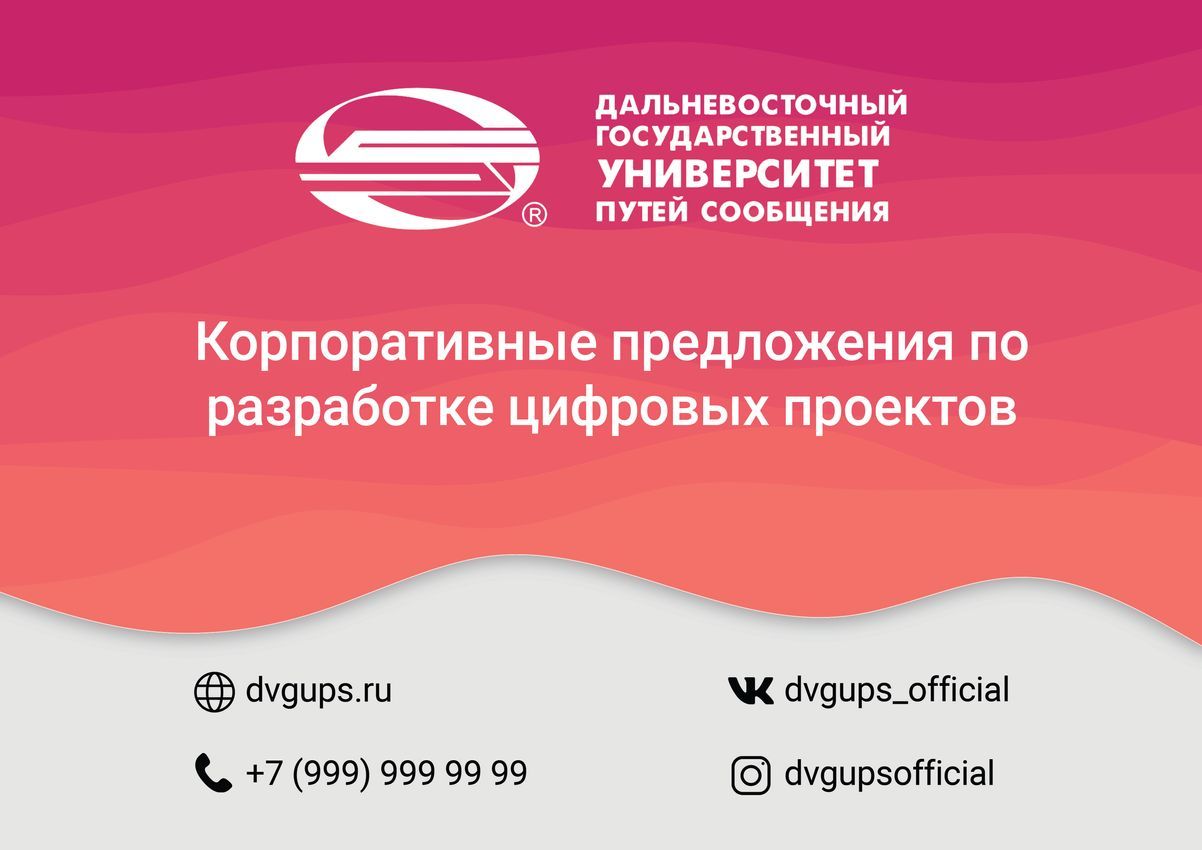 ДАЛЬНЕВОСТОЧНЫЙ
ГОСУДАРСТВЕННЫЙ
УНИВЕРСИТЕТ
ПУТЕЙ СООБЩЕНИЯ
®
Корпоративные предложения по
разработке цифровых проектов
dvgups.ru
dvgups_official
+7 (999) 999 99 99
dvgupsofficial